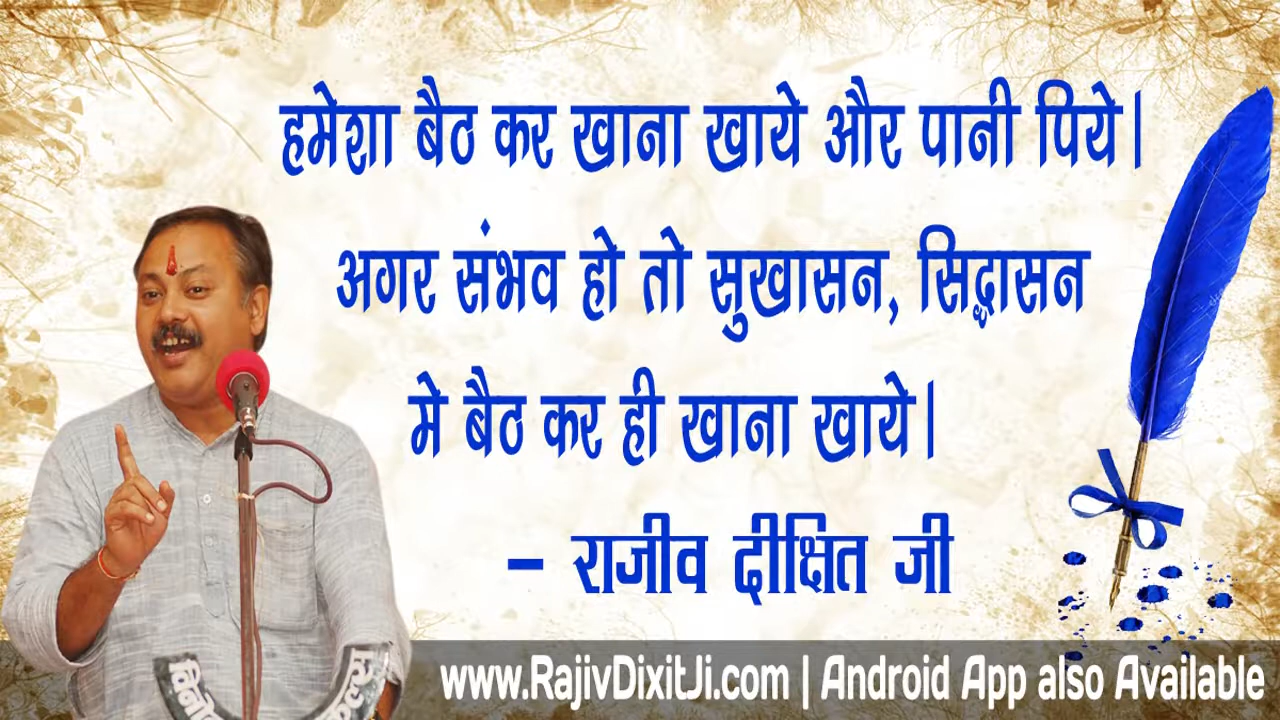 हमेशा बैठ कर खाना खाये और पानी पिये।
अगर संभव हो तो सुखासन, सिद्धासन
मे बैठ कर ही खाना खाये।
– राजीव दीक्षित जी
www.RajivDixitJi.com | Android App also Available